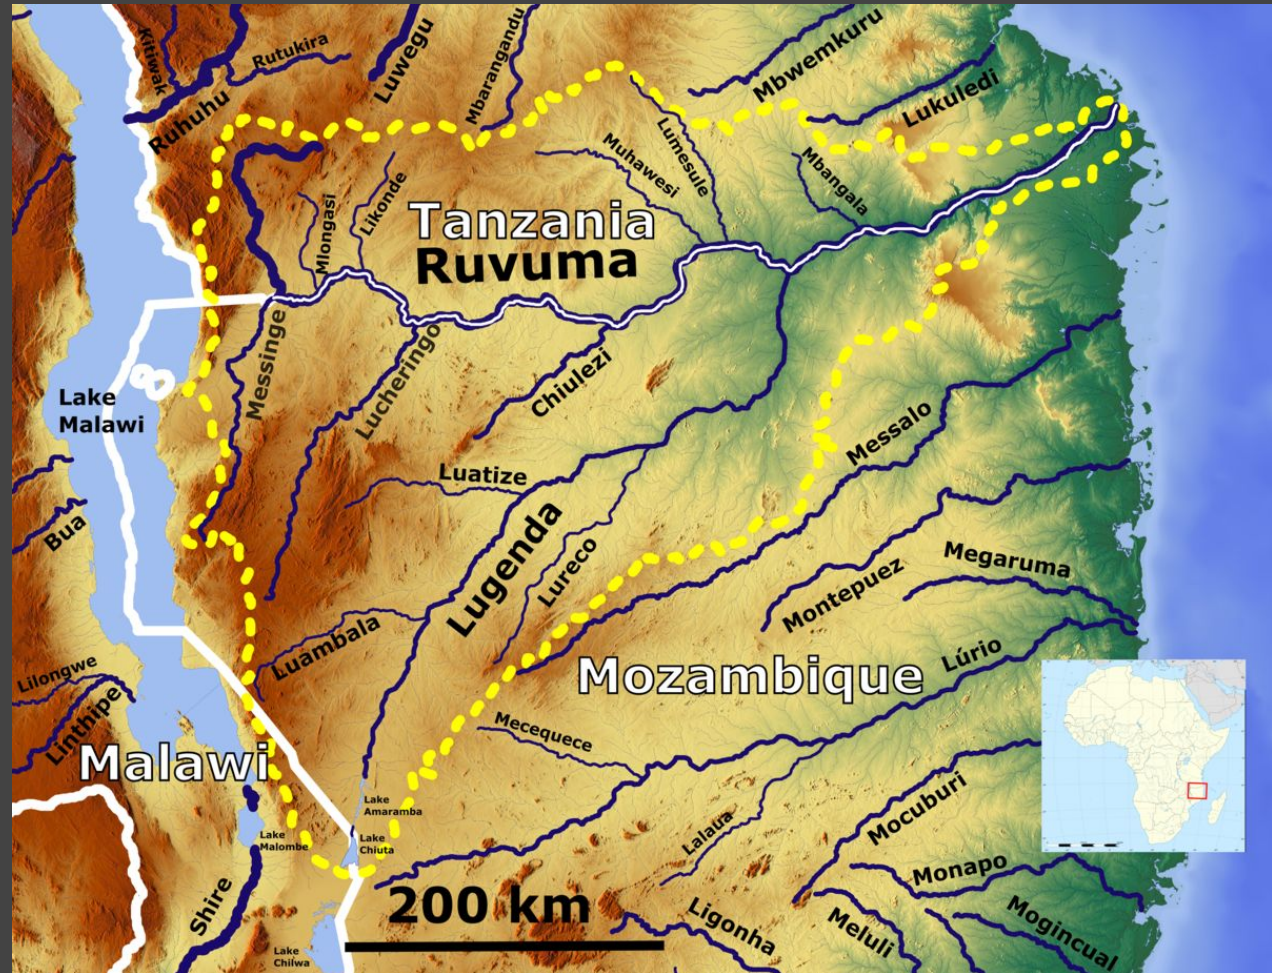 Kitiwak
Rutukira
Ruhuhu
Luwegu
Mbarangandu
Mbwemkuru
Lukuledi
Lumesule
Muhawesi
Mbangala
Mlongasi
Likonde
Tanzania
Ruvuma
Messinge
Lucheringo
Chiulezi
Lake
Malawi
Messalo
Luatize
Bua
Lugenda
Lureco
Megaruma
Montepuez
Luambala
Lúrio
Mozambique
Lilongwe
Linthipe
Mecequece
Malawi
Lake
Amaramba
Lake
Chiuta
Lake
Malombe
Lalaua
Mocuburi
Monapo
Shire
200 km
Ligonha
Meluli
Mogincual
Lake
Chilwa